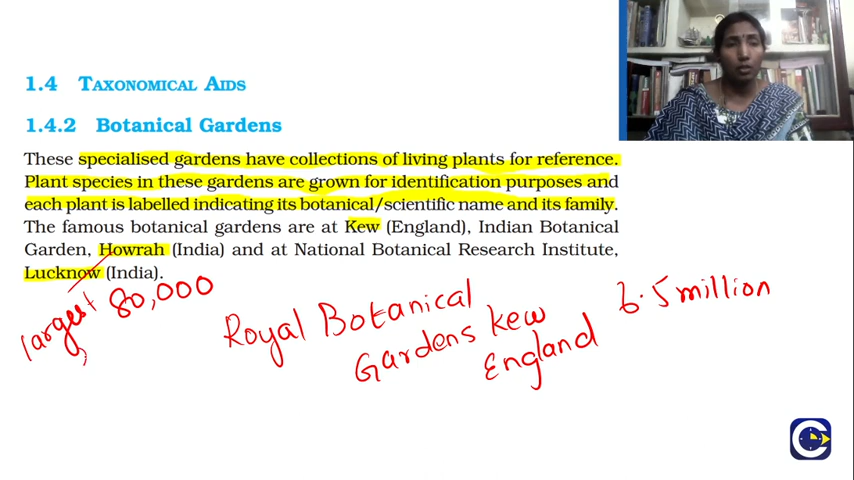 1.4 TAXONOMICAL AIDS
1.4.2 Botanical Gardens
These specialised gardens have collections of living plants for reference.
Plant species in these gardens are grown for identification purposes and
each plant is labelled indicating its botanical/scientific name and its family.
The famous botanical gardens are at Kew (England), Indian Botanical
Garden, Howrah (India) and at National Botanical Research Institute,
Lucknow (India).
largest 80,000
Royal Botanical
Gardens Kew
England
6.5 million